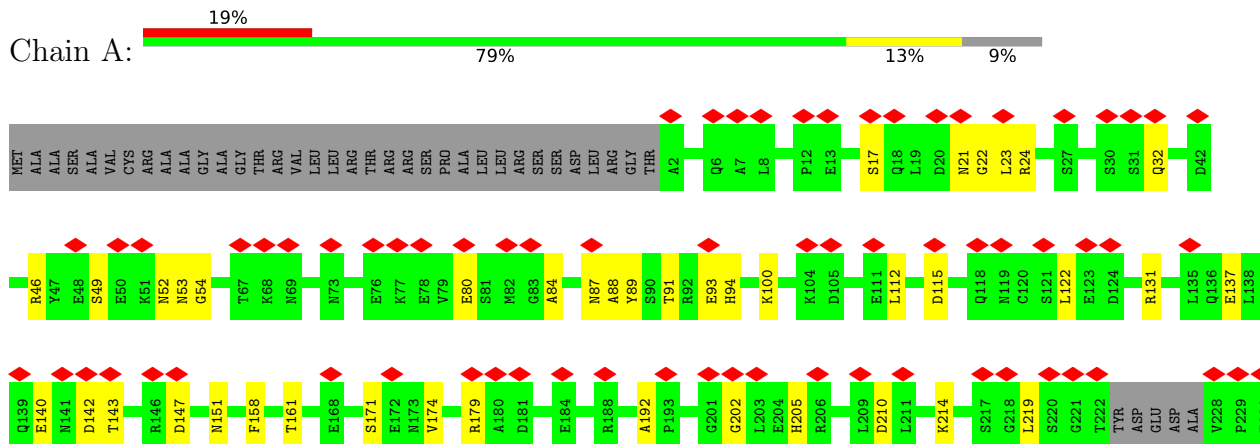 19%
Chain A:
79% 13% 9%
MET ALA ALA SER ALA VAL CYS ARG ALA ALA GLY ALA GLY THR ARG VAL LEU LEU ARG THR ARG ARG SER PRO ALA LEU LEU ARG SER SER ASP LEU ARG GLY THR A2 Q6 A7 L8 P12 E13 S17 Q18 L19 D20 N21 G22 L23 R24 S27 S30 S31 Q32 D42
R46 Y47 E48 S49 E50 K51 N52 N53 G54 T67 K68 N69 N73 E76 K77 E78 V79 E80 S81 M82 G83 A84 N87 A88 Y89 S90 T91 R92 E93 H94 K100 K104 D105 E111 L112 D115 Q118 N119 C120 S121 L122 E123 D124 R131 L135 Q136 E137 L138
Q139 E140 N141 D142 T143 R146 D147 N151 F158 T161 E168 S171 E172 N173 V174 R179 A180 D181 E184 R188 A192 P193 G201 G202 L203 E204 H205 R206 L209 D210 L211 K214 S217 G218 L219 S220 G221 T222 TYR ASP GLU ASP ALA V228 P229